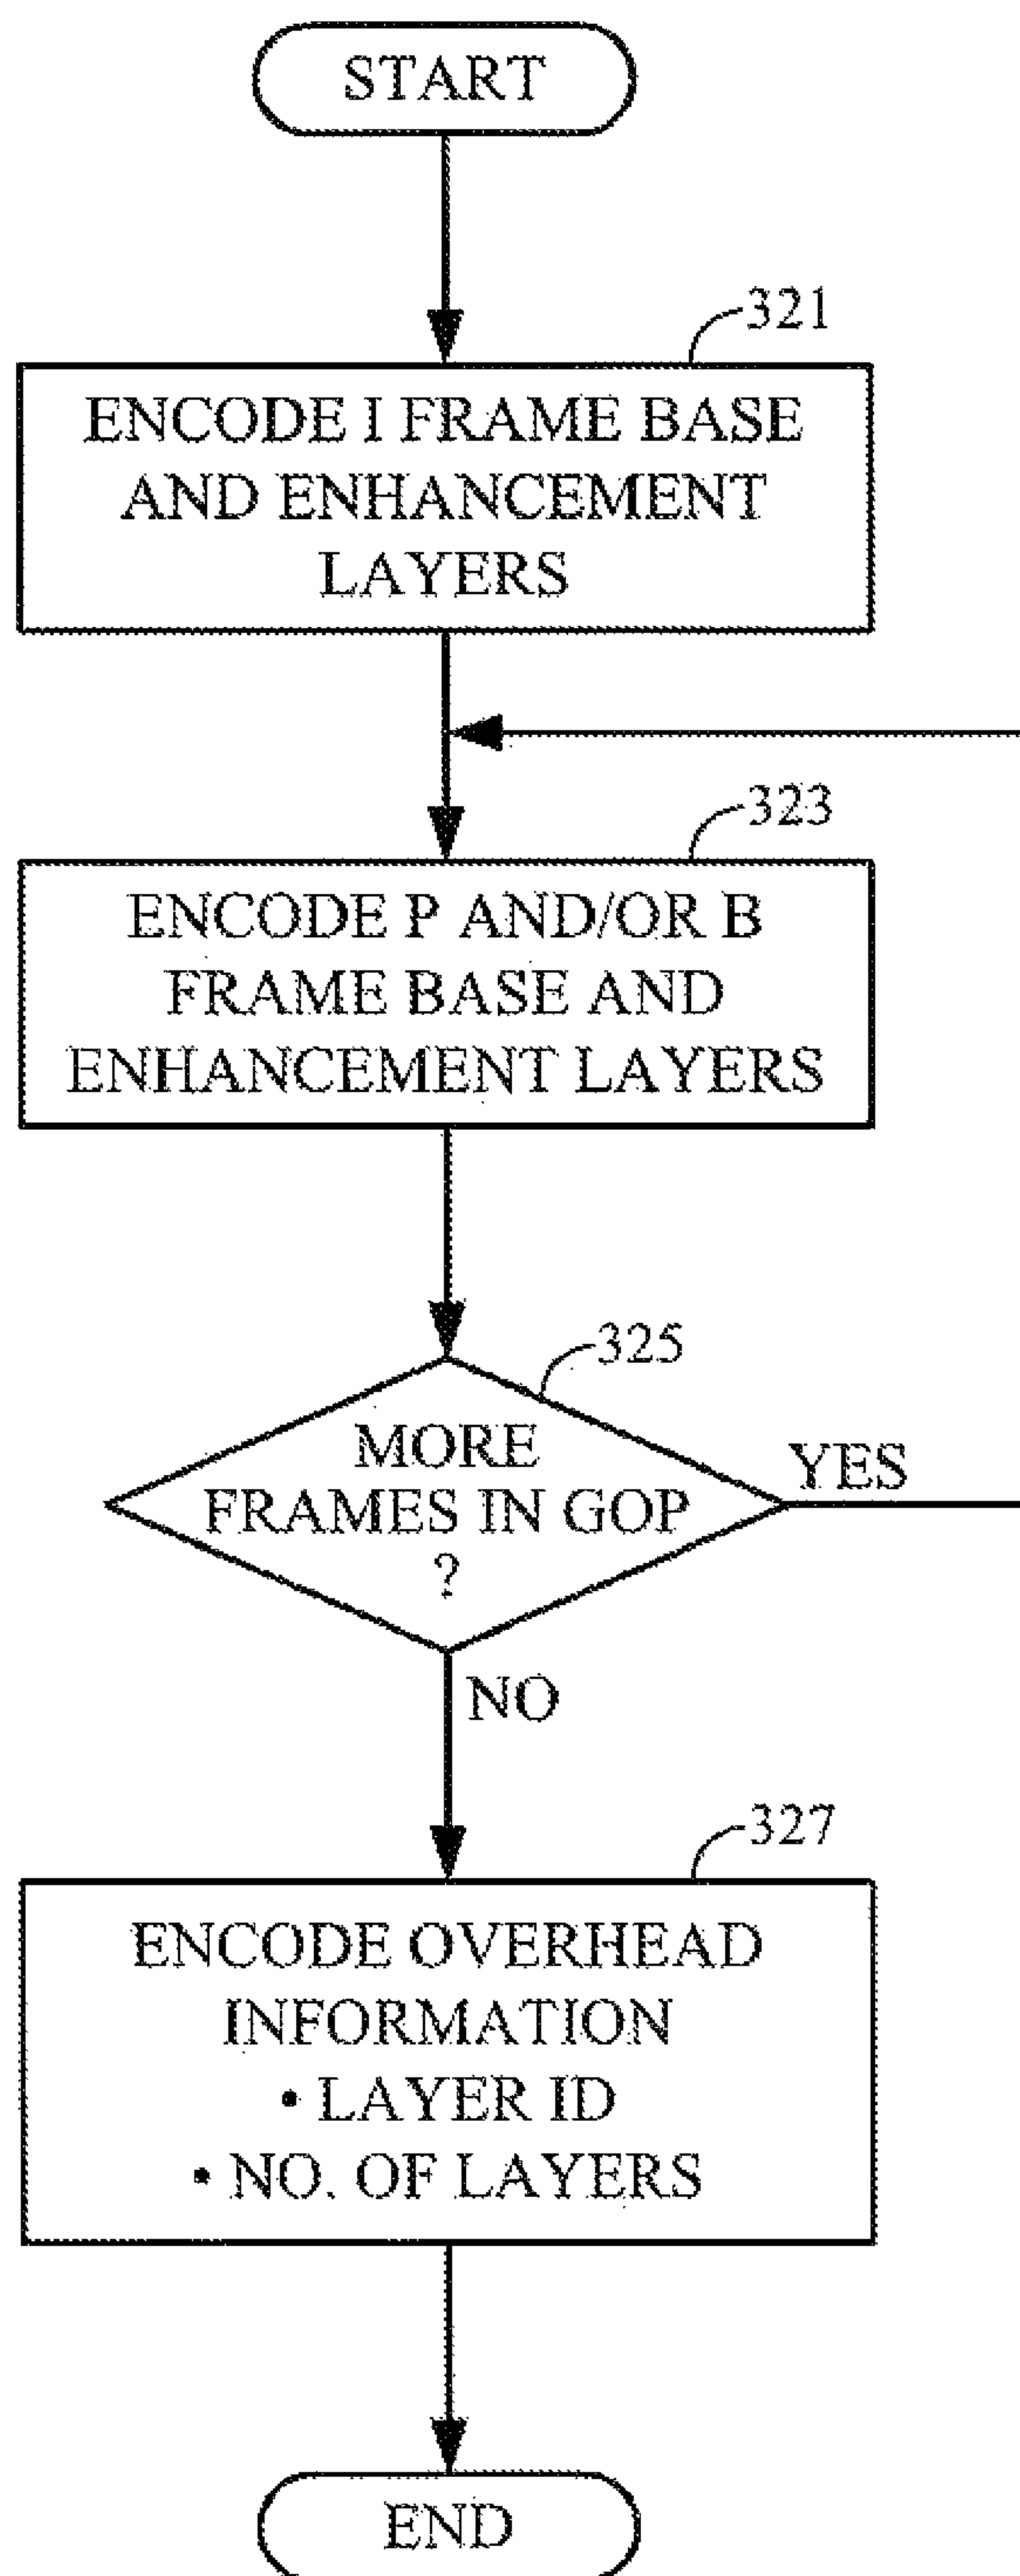 START
321
ENCODE I FRAME BASE
AND ENHANCEMENT
LAYERS
323
ENCODE P AND/OR B
FRAME BASE AND
ENHANCEMENT LAYERS
325
MORE
FRAMES IN GOP
?
YES
NO
327
ENCODE OVERHEAD
INFORMATION
• LAYER ID
• NO. OF LAYERS
END